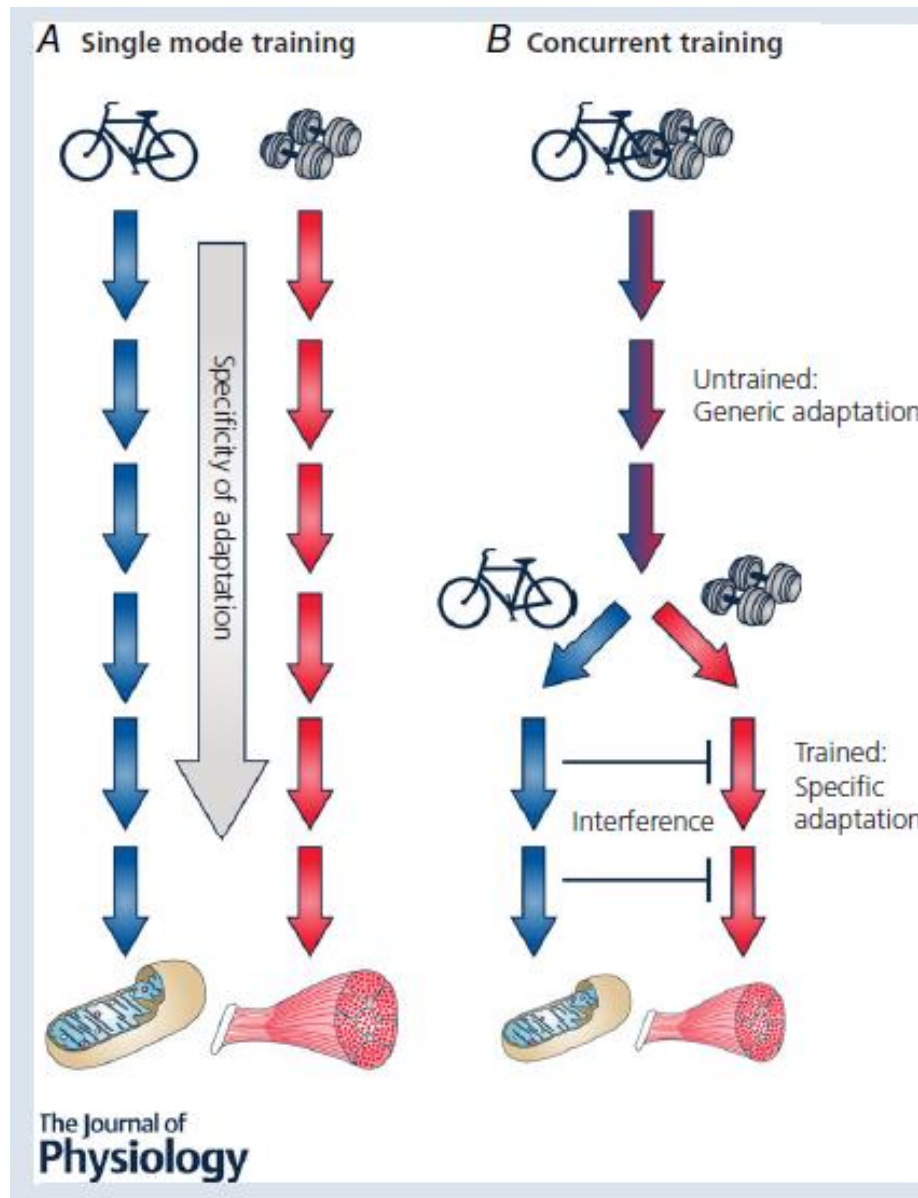 A Single mode training
B Concurrent training
Specificity of adaptation
Untrained:
Generic adaptation
Interference
Trained:
Specific
adaptation
The Journal of
Physiology